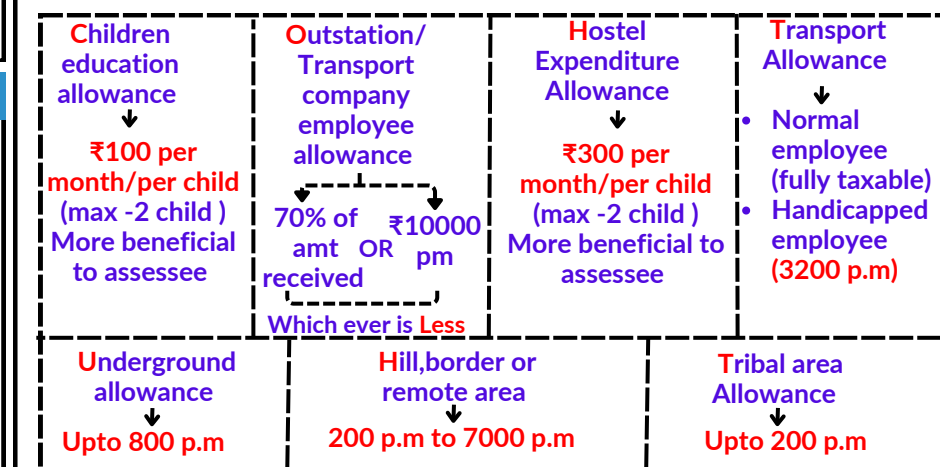 Children
education
allowance
₹100 per
month/per child
(max -2 child )
More beneficial
to assessee
Outstation/
Transport
company
employee
allowance
70% of
amt
received
OR
₹10000
pm
Which ever is Less
Hostel
Expenditure
Allowance
₹300 per
month/per child
(max -2 child )
More beneficial to
assessee
Transport
Allowance
• Normal
employee
(fully taxable)
• Handicapped
employee
(3200 p.m)
Underground
allowance
Upto 800 p.m
Hill,border or
remote area
200 p.m to 7000 p.m
Tribal area
Allowance
Upto 200 p.m